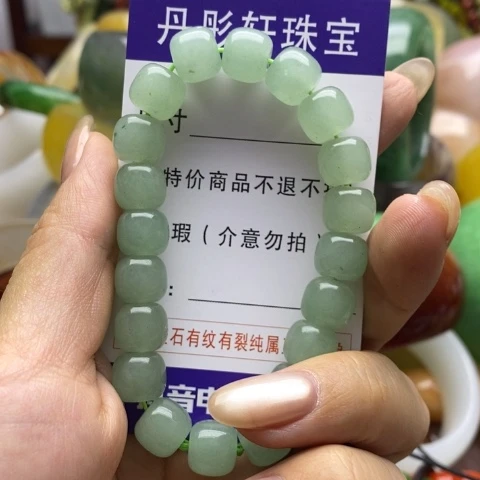 丹彤轩珠宝
寸
特价商品不退不
瑕（介意勿拍）
：
石有纹有裂纯属
音电